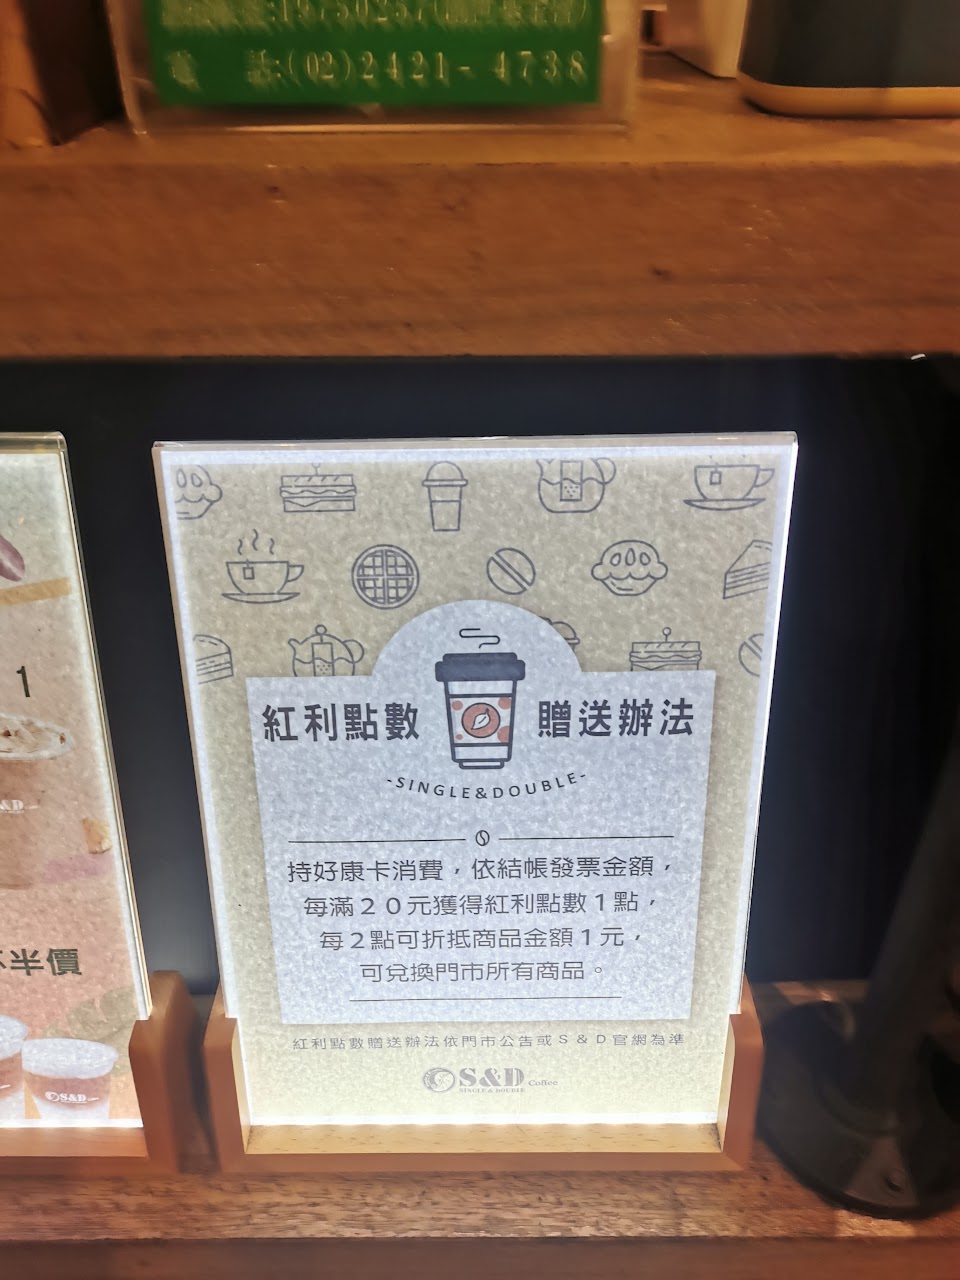 19750257
電 話:(02)2421-4738
紅利點數 贈送辦法
-SINGLE&DOUBLE-
持好康卡消費，依結帳發票金額，
每滿20元獲得紅利點數1點，
每2點可折抵商品金額1元，
可兌換門市所有商品。
紅利點數贈送辦法依門市公告或S&D官網為準
S&D Coffee
SINGLE & DOUBLE
1
半價
S&D